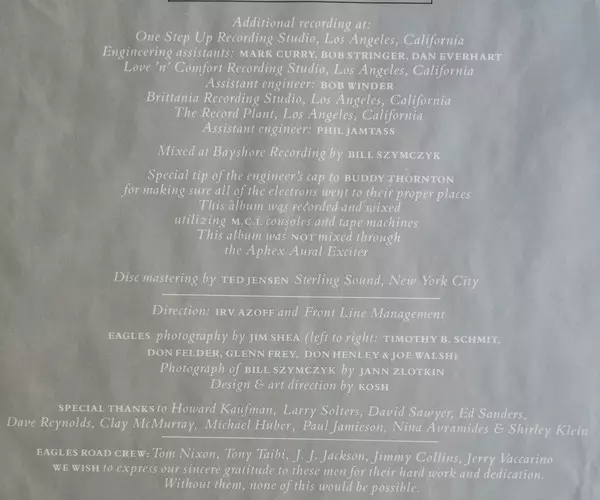 Additional recording at:
One Step Up Recording Studio, Los Angeles, California
Engineering assistants: MARK CURRY, BOB STRINGER, DAN EVERHART
Love 'n' Comfort Recording Studio, Los Angeles, California
Assistant engineer: BOB WINDER
Brittania Recording Studio, Los Angeles, California
The Record Plant, Los Angeles, California
Assistant engineer: PHIL JAMTASS
Mixed at Bayshore Recording by BILL SZYMCZYK
Special tip of the engineer's cap to BUDDY THORNTON
for making sure all of the electrons went to their proper places
This album was recorded and mixed
utilizing M.C.I. consoles and tape machines
This album was NOT mixed through
the Aphex Aural Exciter
Disc mastering by TED JENSEN Sterling Sound, New York City
Direction: IRV AZOFF and Front Line Management
EAGLES photography by JIM SHEA (left to right: TIMOTHY B. SCHMIT,
DON FELDER, GLENN FREY, DON HENLEY & JOE WALSH)
Photograph of BILL SZYMCZYK by JANN ZLOTKIN
Design & art direction by KOSH
SPECIAL THANKS to Howard Kaufman, Larry Solters, David Sawyer, Ed Sanders,
Dave Reynolds, Clay McMurray, Michael Huber, Paul Jamieson, Nina Avramides & Shirley Klein
EAGLES ROAD CREW: Tom Nixon, Tony Taibi, J. J. Jackson, Jimmy Collins, Jerry Vaccarino
WE WISH to express our sincere gratitude to these men for their hard work and dedication.
Without them, none of this would be possible.